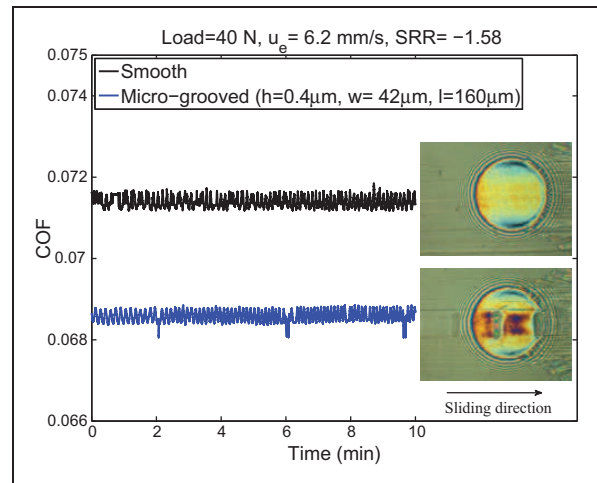 Load=40 N, u_e= 6.2 mm/s, SRR= −1.58
0.075
0.074
0.072
0.07
0.068
0.066
COF
Smooth
Micro−grooved (h=0.4μm, w= 42μm, l=160μm)
Sliding direction
0 2 4 6 8 10
Time (min)